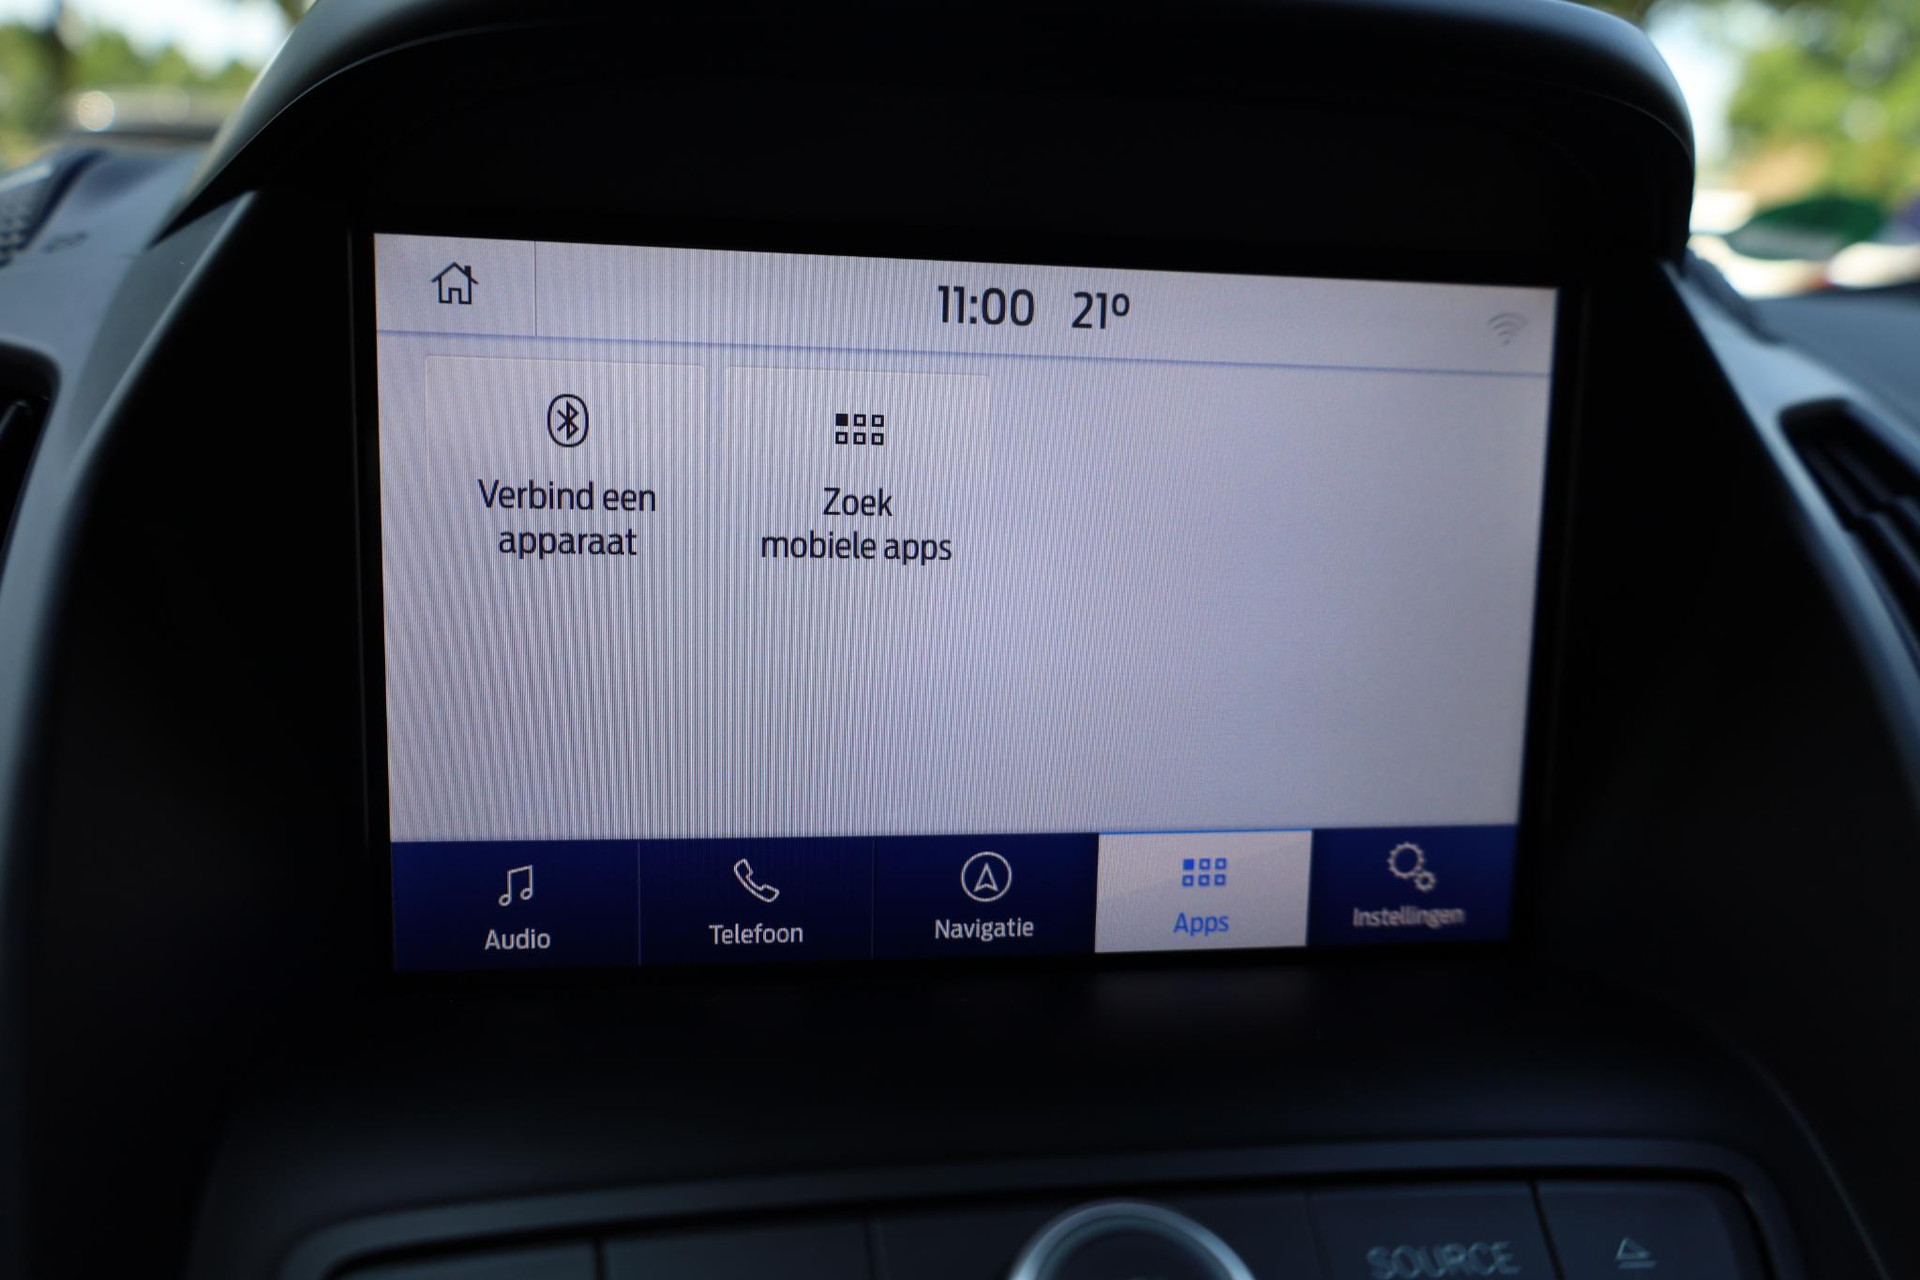 11:00 21°
Verbind een
apparaat
Zoek
mobiele apps
Audio
Telefoon
Navigatie
Apps
Instellingen
SOURCE